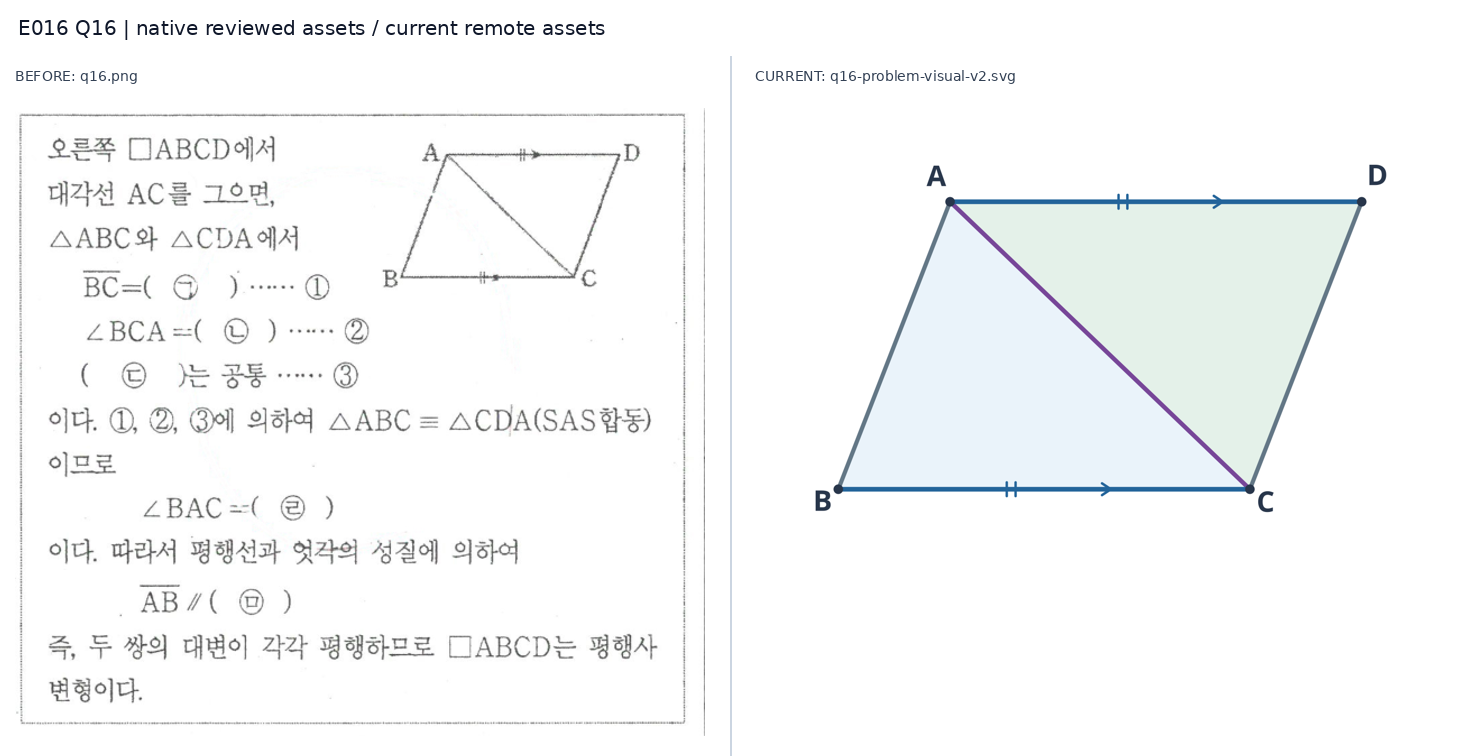 E016 Q16 | native reviewed assets / current remote assets
BEFORE: q16.png
CURRENT: q16-problem-visual-v2.svg
오른쪽 □ABCD에서
대각선 AC를 그으면,
△ABC와 △CDA에서
BC=( ㉠ ) …… ①
∠BCA=( ㉡ ) …… ②
( ㉢ )는 공통 …… ③
이다. ①, ②, ③에 의하여 △ABC ≡ △CDA(SAS합동)
이므로
∠BAC=( ㉣ )
이다. 따라서 평행선과 엇각의 성질에 의하여
AB∥( ㉤ )
즉, 두 쌍의 대변이 각각 평행하므로 □ABCD는 평행사
변형이다.
A D
B C
A D
B C